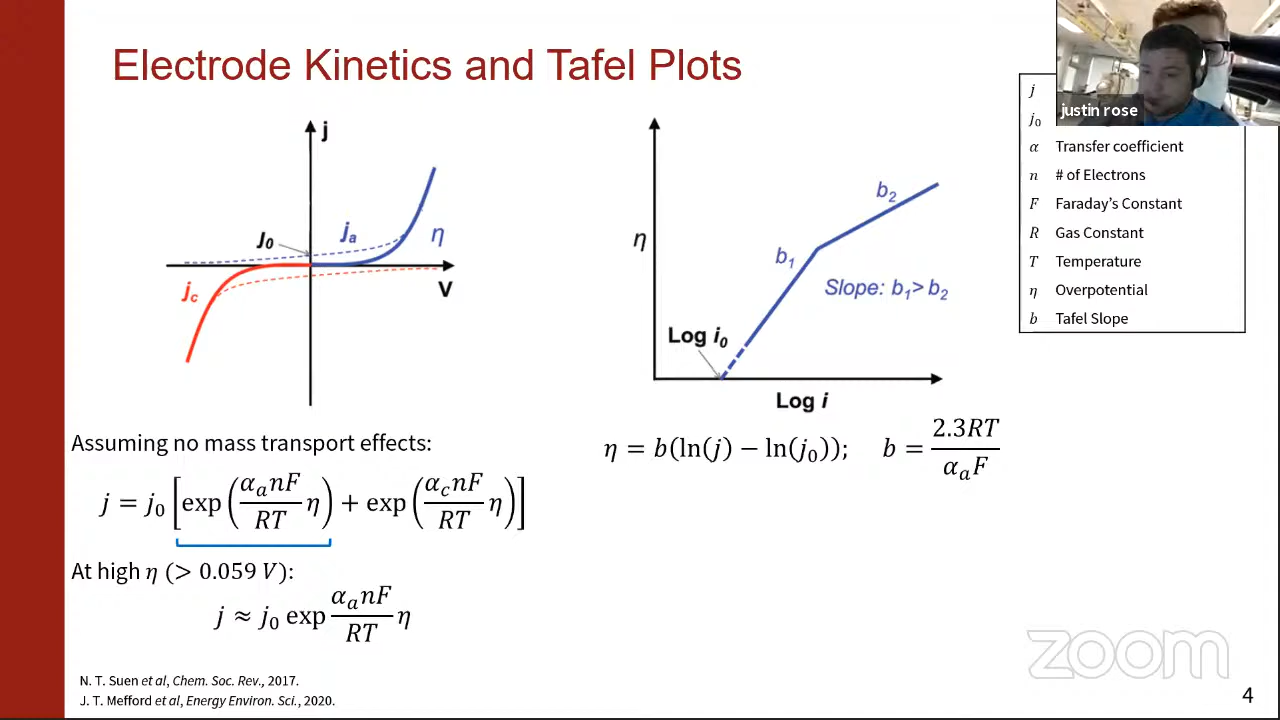 Electrode Kinetics and Tafel Plots
justin rose
j
j₀
α Transfer coefficient
n # of Electrons
F Faraday's Constant
R Gas Constant
T Temperature
η Overpotential
b Tafel Slope
j
J₀
jₐ
η
j_c
V
η
b₁
b₂
Slope: b₁> b₂
Log i₀
Log i
Assuming no mass transport effects:
j = j₀ [exp(αₐnF/RT η) + exp(α_cnF/RT η)]
At high η (> 0.059 V):
j ≈ j₀ exp αₐnF/RT η
η = b(ln(j) − ln(j₀)); b = 2.3RT/αₐF
N. T. Suen et al, Chem. Soc. Rev., 2017.
J. T. Mefford et al, Energy Environ. Sci., 2020.
zoom
4